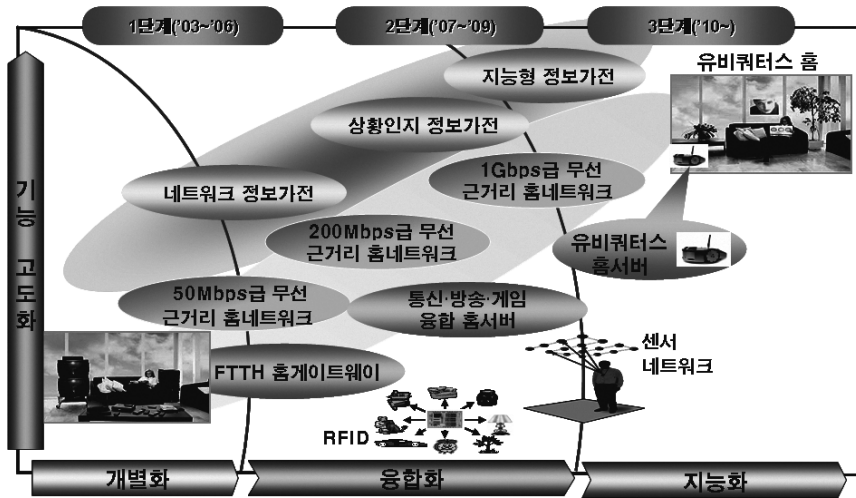 1단계('03~'06)
2단계('07~'09)
3단계('10~)
유비쿼터스 홈
지능형 정보가전
상황인지 정보가전
네트워크 정보가전
1Gbps급 무선
근거리 홈네트워크
200Mbps급 무선
근거리 홈네트워크
유비쿼터스
홈서버
50Mbps급 무선
근거리 홈네트워크
통신·방송·게임
융합 홈서버
센서
네트워크
FTTH 홈게이트웨이
RFID
기능 고도화
개별화
융합화
지능화